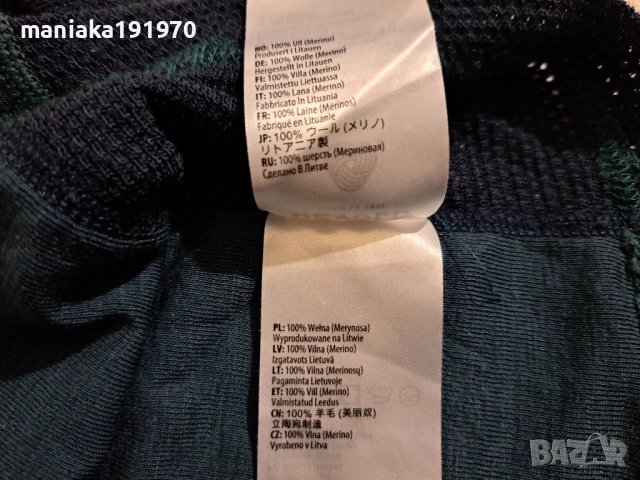 maniaka191970
NO: 100% Ull (Merino)
Produsert i Litauen
DE: 100% Wolle (Merino)
Hergestellt in Litauen
FI: 100% Villa (Merino)
Valmistettu Liettuassa
IT: 100% Lana (Merino)
Fabbricato In Lituania
FR: 100% Laine (Mérinos)
Fabriqué en Lituanie
JP: 100% ウール (メリノ)
リトアニア製
RU: 100% шерсть (Мериновая)
Сделано В Литве
PL: 100% Wełna (Merynosa)
Wyprodukowane na Litwie
LV: 100% Vilna (Merino)
Izgatavots Lietuvā
LT: 100% Vilna (Merinosų)
Pagaminta Lietuvoje
ET: 100% Vill (Merino)
Valmistatud Leedus
CN: 100% 羊毛 (美丽奴)
立陶宛制造
CZ: 100% Vlna (Merino)
Vyrobeno v Litva
BAZAR